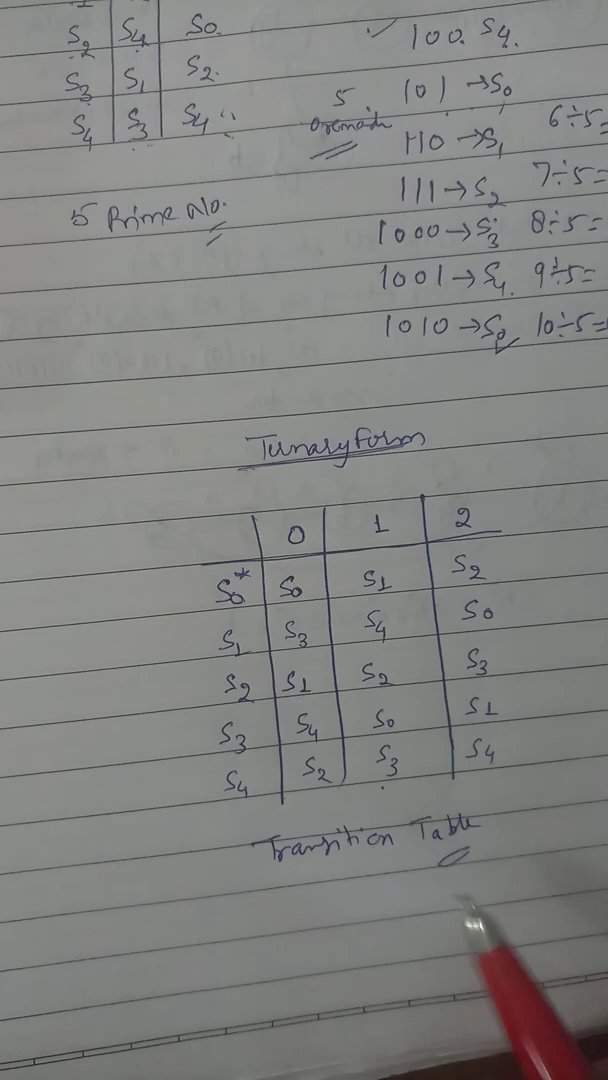 S2 S4 S0
S3 S1 S2
S4 S3 S4
5 Prime No.
100. S4.
5 101 → S0
110 → S1 6÷5=
111 → S2 7÷5=
1000 → S3 8÷5=
1001 → S4. 9÷5=
1010 → S0 10÷5=
Ternary Form
0 1 2
S0* S0 S1 S2
S1 S3 S4 S0
S2 S1 S2 S3
S3 S4 S0 S1
S4 S2 S3 S4
Transition Table